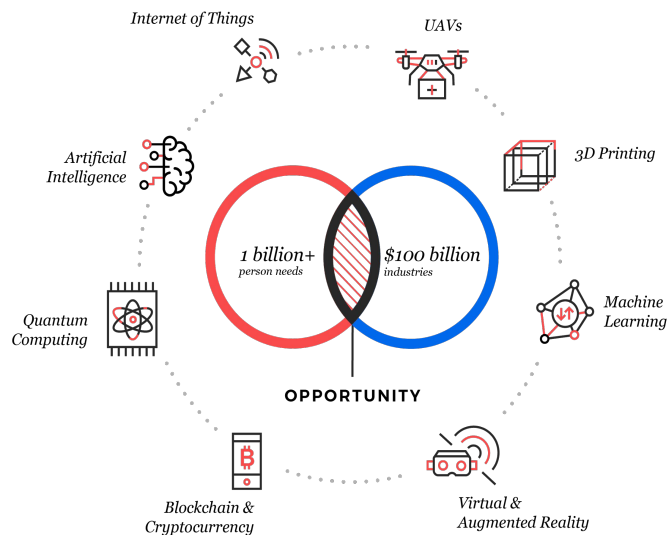 Internet of Things
UAVs
Artificial
Intelligence
3D Printing
1 billion+
person needs
$100 billion
industries
Quantum
Computing
Machine
Learning
OPPORTUNITY
Blockchain &
Cryptocurrency
Virtual &
Augmented Reality